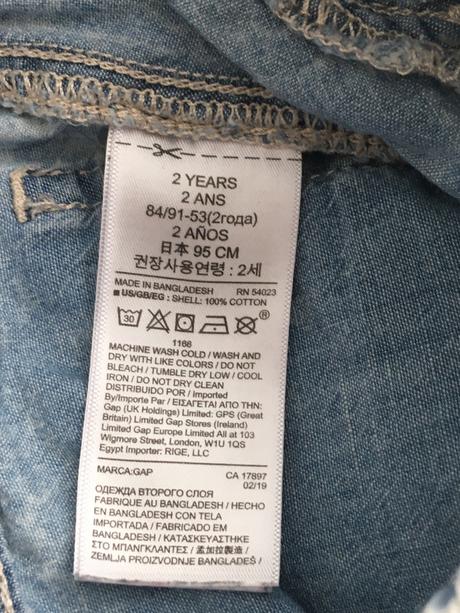 2 YEARS
2 ANS
84/91-53(2года)
2 AÑOS
日本 95 CM
권장사용연령 : 2세
MADE IN BANGLADESH RN 54023
■ US/GB/EG : SHELL: 100% COTTON
30
®
1166
MACHINE WASH COLD / WASH AND
DRY WITH LIKE COLORS / DO NOT
BLEACH / TUMBLE DRY LOW / COOL
IRON / DO NOT DRY CLEAN
DISTRIBUIDO POR / Imported
By/Importe Par / ΕΙΣΑΓΕΤΑΙ ΑΠΟ ΤΗΝ:
Gap (UK Holdings) Limited: GPS (Great
Britain) Limited Gap Stores (Ireland)
Limited Gap Europe Limited All at 103
Wigmore Street, London, W1U 1QS
Egypt Importer: RIGE, LLC
MARCA:GAP CA 17897
02/19
ОДЕЖДА ВТОРОГО СЛОЯ
FABRIQUE AU BANGLADESH / HECHO
EN BANGLADESH CON TELA
IMPORTADA / FABRICADO EM
BANGLADESH / ΚΑΤΑΣΚΕΥΑΣΤΗΚΕ
ΣΤΟ ΜΠΑΝΓΚΛΑΝΤΕΣ / 孟加拉製造 /
ZEMLJA PROIZVODNJE BANGLADEŠ /